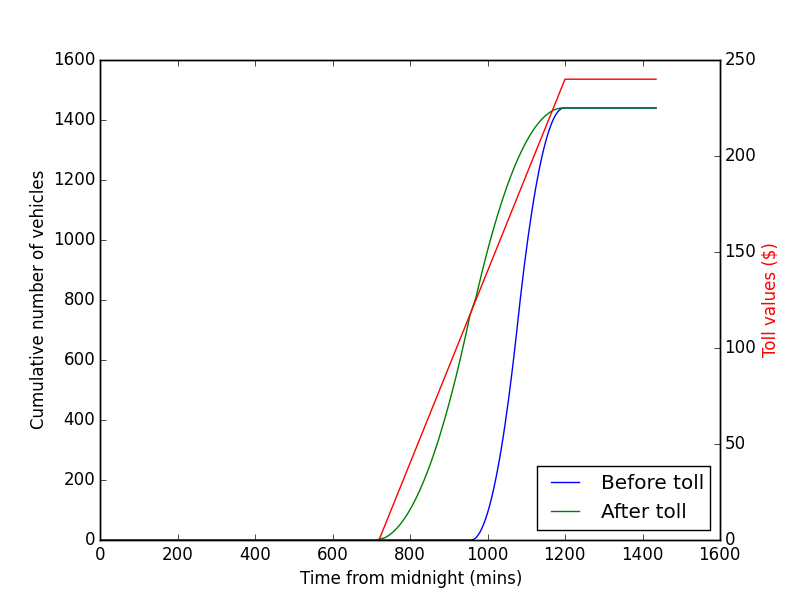 1600
1400
1200
1000
800
600
400
200
0
Cumulative number of vehicles
250
200
150
100
50
0
Toll values ($)
Before toll
After toll
0 200 400 600 800 1000 1200 1400 1600
Time from midnight (mins)